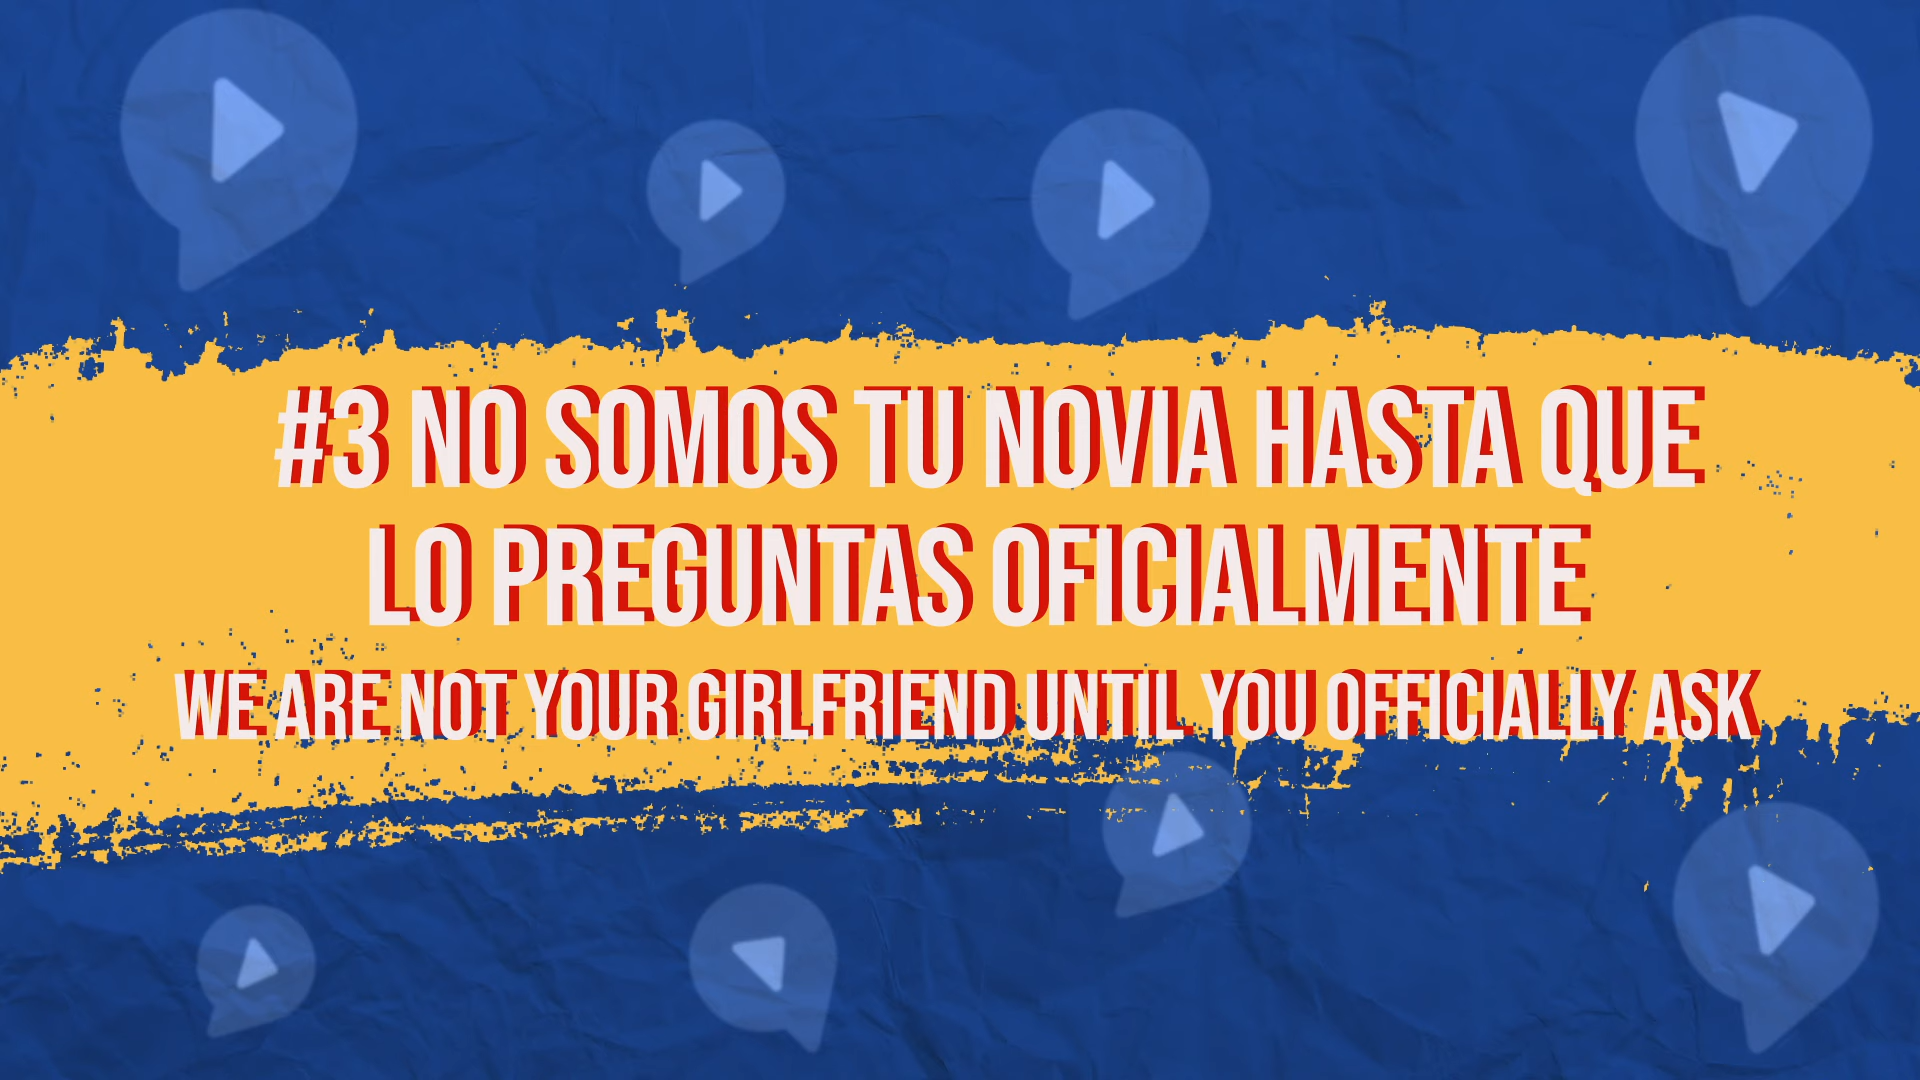 #3 NO SOMOS TU NOVIA HASTA QUE
LO PREGUNTAS OFICIALMENTE
WE ARE NOT YOUR GIRLFRIEND UNTIL YOU OFFICIALLY ASK